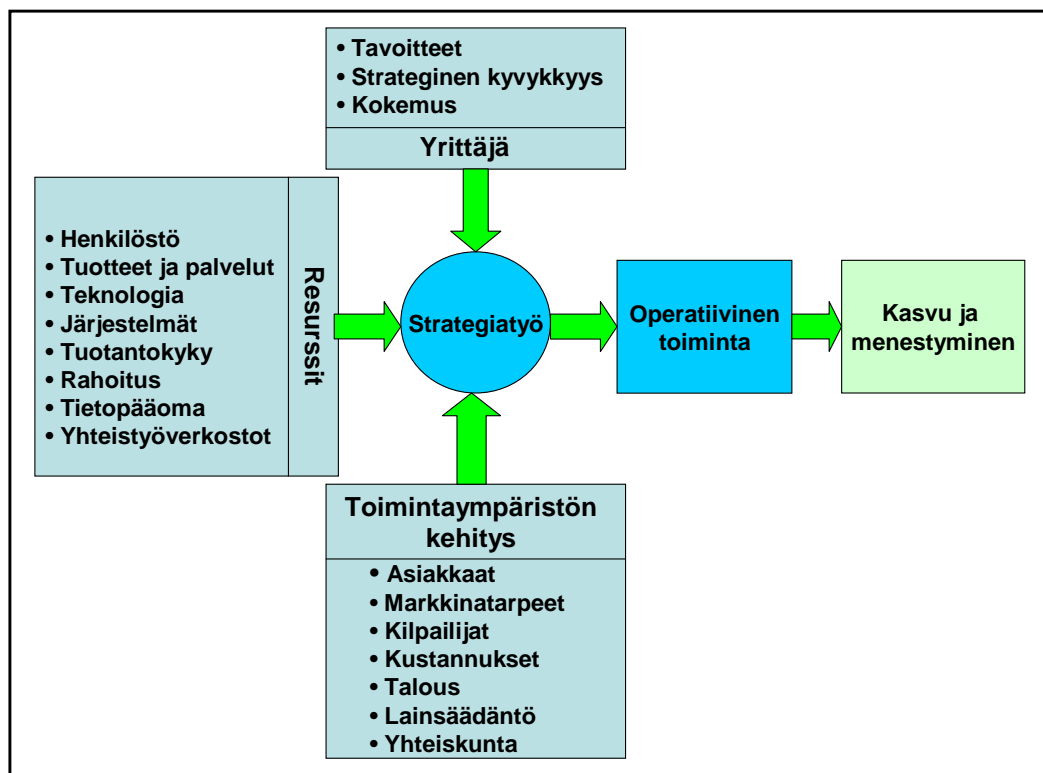 • Tavoitteet
• Strateginen kyvykkyys
• Kokemus
Yrittäjä
• Henkilöstö
• Tuotteet ja palvelut
• Teknologia
• Järjestelmät
• Tuotantokyky
• Rahoitus
• Tietopääoma
• Yhteistyöverkostot
Resurssit
Strategiatyö
Operatiivinen
toiminta
Kasvu ja
menestyminen
Toimintaympäristön
kehitys
• Asiakkaat
• Markkinatarpeet
• Kilpailijat
• Kustannukset
• Talous
• Lainsäädäntö
• Yhteiskunta